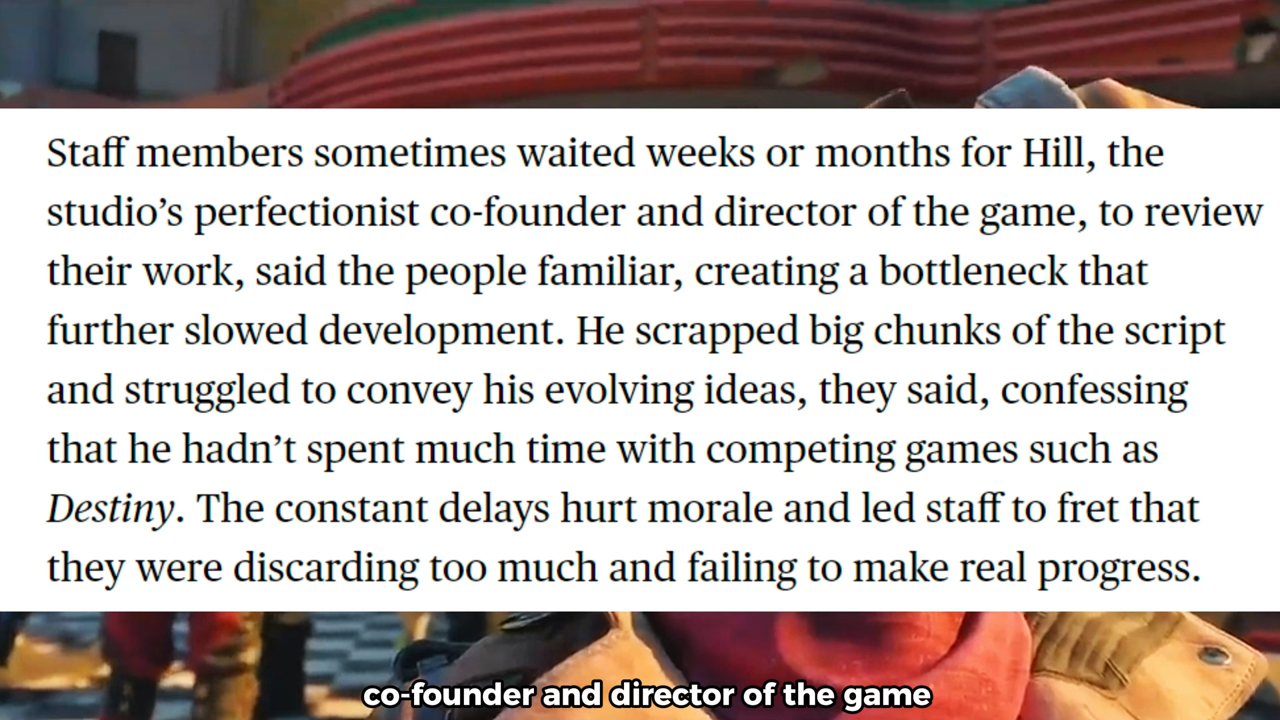 Staff members sometimes waited weeks or months for Hill, the
studio’s perfectionist co-founder and director of the game, to review
their work, said the people familiar, creating a bottleneck that
further slowed development. He scrapped big chunks of the script
and struggled to convey his evolving ideas, they said, confessing
that he hadn’t spent much time with competing games such as
Destiny. The constant delays hurt morale and led staff to fret that
they were discarding too much and failing to make real progress.
co-founder and director of the game